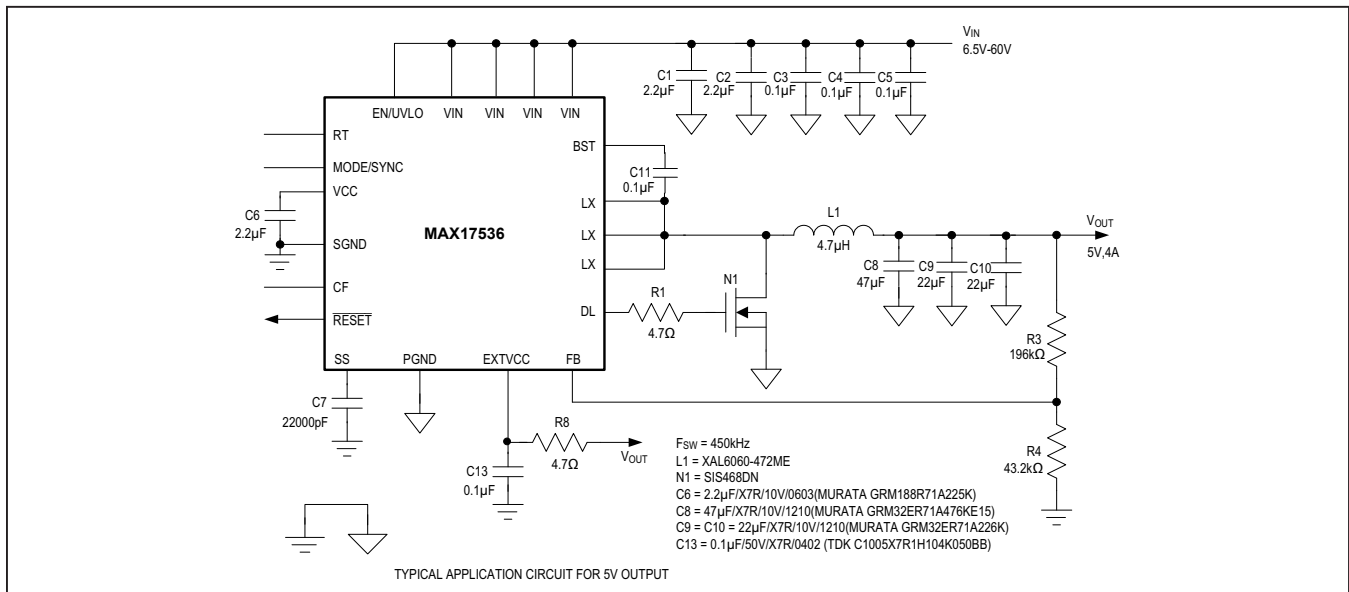 VIN
6.5V-60V
C1
2.2µF
C2
2.2µF
C3
0.1µF
C4
0.1µF
C5
0.1µF
EN/UVLO
VIN
VIN
VIN
VIN
RT
MODE/SYNC
VCC
C6
2.2µF
SGND
CF
RESET
MAX17536
BST
C11
0.1µF
LX
LX
LX
DL
R1
4.7Ω
N1
L1
4.7µH
VOUT
5V,4A
C8
47µF
C9
22µF
C10
22µF
R3
196kΩ
SS
PGND
EXTVCC
FB
C7
22000pF
R8
4.7Ω
VOUT
C13
0.1µF
R4
43.2kΩ
FSW = 450kHz
L1 = XAL6060-472ME
N1 = SIS468DN
C6 = 2.2µF/X7R/10V/0603(MURATA GRM188R71A225K)
C8 = 47µF/X7R/10V/1210(MURATA GRM32ER71A476KE15)
C9 = C10 = 22µF/X7R/10V/1210(MURATA GRM32ER71A226K)
C13 = 0.1µF/50V/X7R/0402 (TDK C1005X7R1H104K050BB)
TYPICAL APPLICATION CIRCUIT FOR 5V OUTPUT